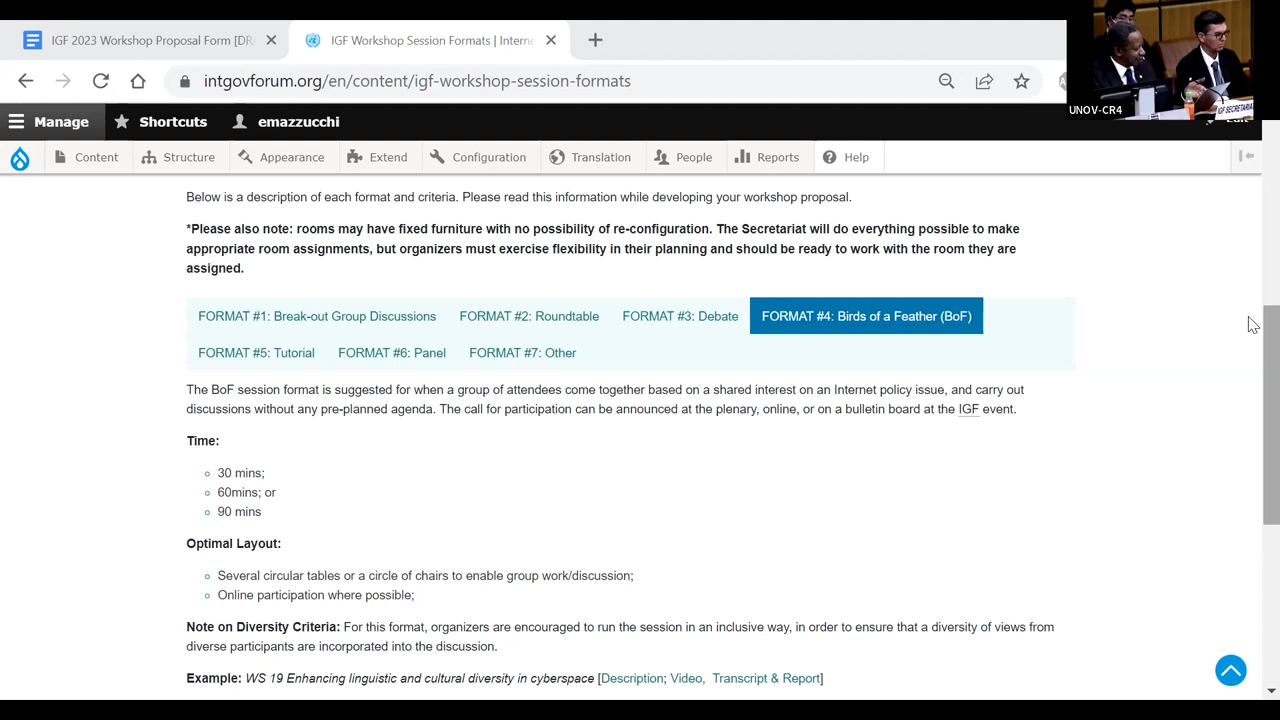 IGF 2023 Workshop Proposal Form [DR
IGF Workshop Session Formats | Intern
intgovforum.org/en/content/igf-workshop-session-formats
UNOV-CR4
IGF SECRETARIAT
Manage
Shortcuts
emazzucchi
Edit
Content
Structure
Appearance
Extend
Configuration
Translation
People
Reports
Help
Below is a description of each format and criteria. Please read this information while developing your workshop proposal.
*Please also note: rooms may have fixed furniture with no possibility of re-configuration. The Secretariat will do everything possible to make
appropriate room assignments, but organizers must exercise flexibility in their planning and should be ready to work with the room they are
assigned.
FORMAT #1: Break-out Group Discussions
FORMAT #2: Roundtable
FORMAT #3: Debate
FORMAT #4: Birds of a Feather (BoF)
FORMAT #5: Tutorial
FORMAT #6: Panel
FORMAT #7: Other
The BoF session format is suggested for when a group of attendees come together based on a shared interest on an Internet policy issue, and carry out
discussions without any pre-planned agenda. The call for participation can be announced at the plenary, online, or on a bulletin board at the IGF event.
Time:
30 mins;
60mins; or
90 mins
Optimal Layout:
Several circular tables or a circle of chairs to enable group work/discussion;
Online participation where possible;
Note on Diversity Criteria: For this format, organizers are encouraged to run the session in an inclusive way, in order to ensure that a diversity of views from
diverse participants are incorporated into the discussion.
Example: WS 19 Enhancing linguistic and cultural diversity in cyberspace [Description; Video, Transcript & Report]